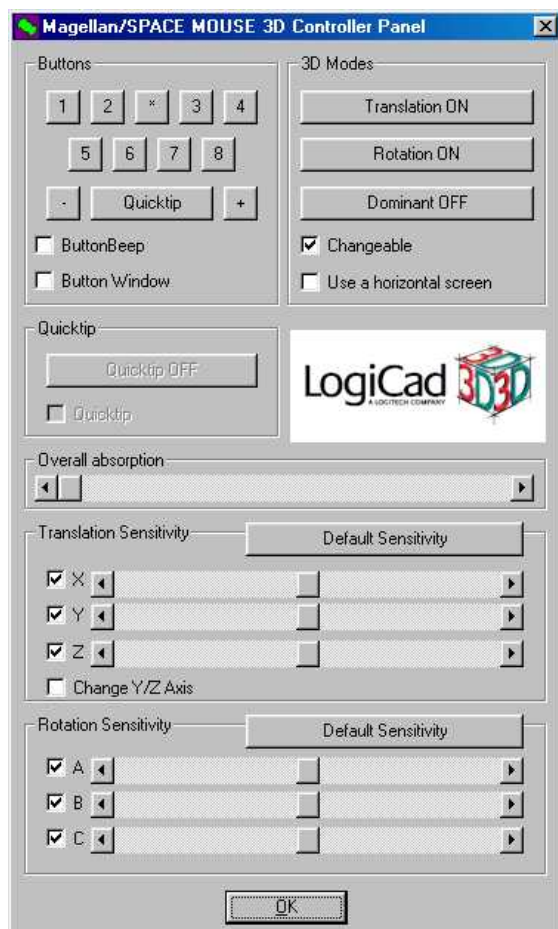 Magellan/SPACE MOUSE 3D Controller Panel
Buttons
1 2 * 3 4
5 6 7 8
- Quicktip +
ButtonBeep
Button Window
3D Modes
Translation ON
Rotation ON
Dominant OFF
Changeable
Use a horizontal screen
Quicktip
Quicktip OFF
Quicktip
LogiCad 3D 3D
A LOGITECH COMPANY
Overall absorption
Translation Sensitivity
Default Sensitivity
X
Y
Z
Change Y/Z Axis
Rotation Sensitivity
Default Sensitivity
A
B
C
OK